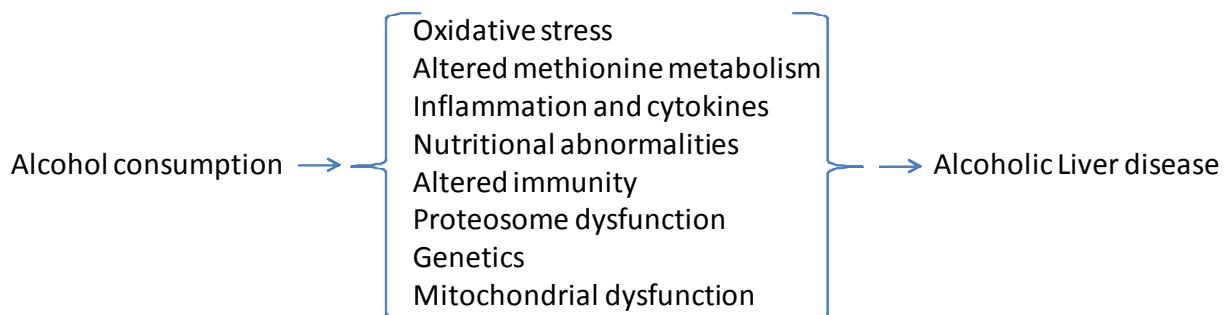 Oxidative stress
Altered methionine metabolism
Inflammation and cytokines
Nutritional abnormalities
Alcohol consumption
Alcoholic Liver disease
Altered immunity
Proteosome dysfunction
Genetics
Mitochondrial dysfunction